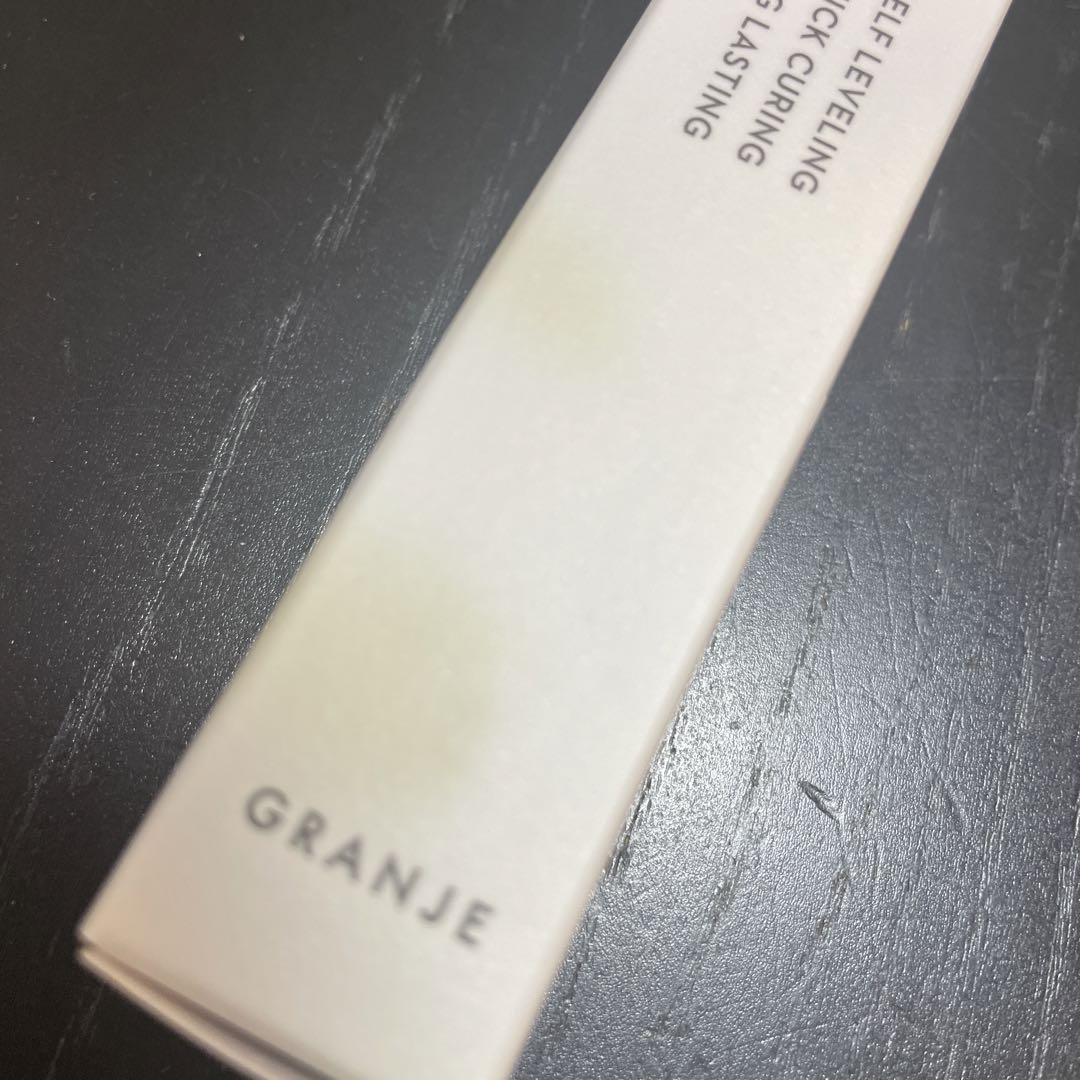 ELF LEVELING
ICK CURING
G LASTING
GRANJE